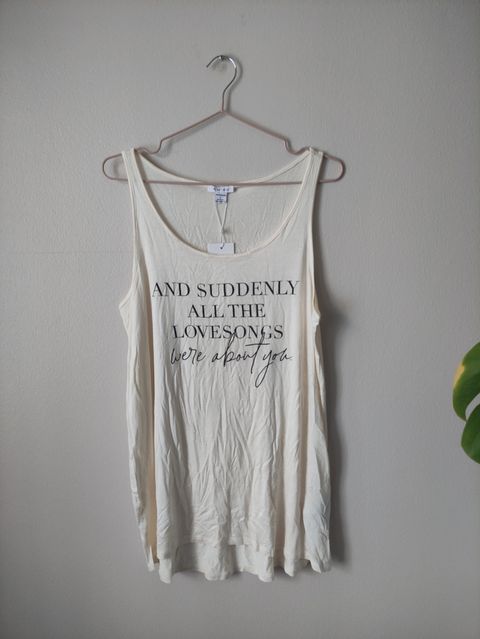 AND SUDDENLY
ALL THE
LOVESONGS
were about you